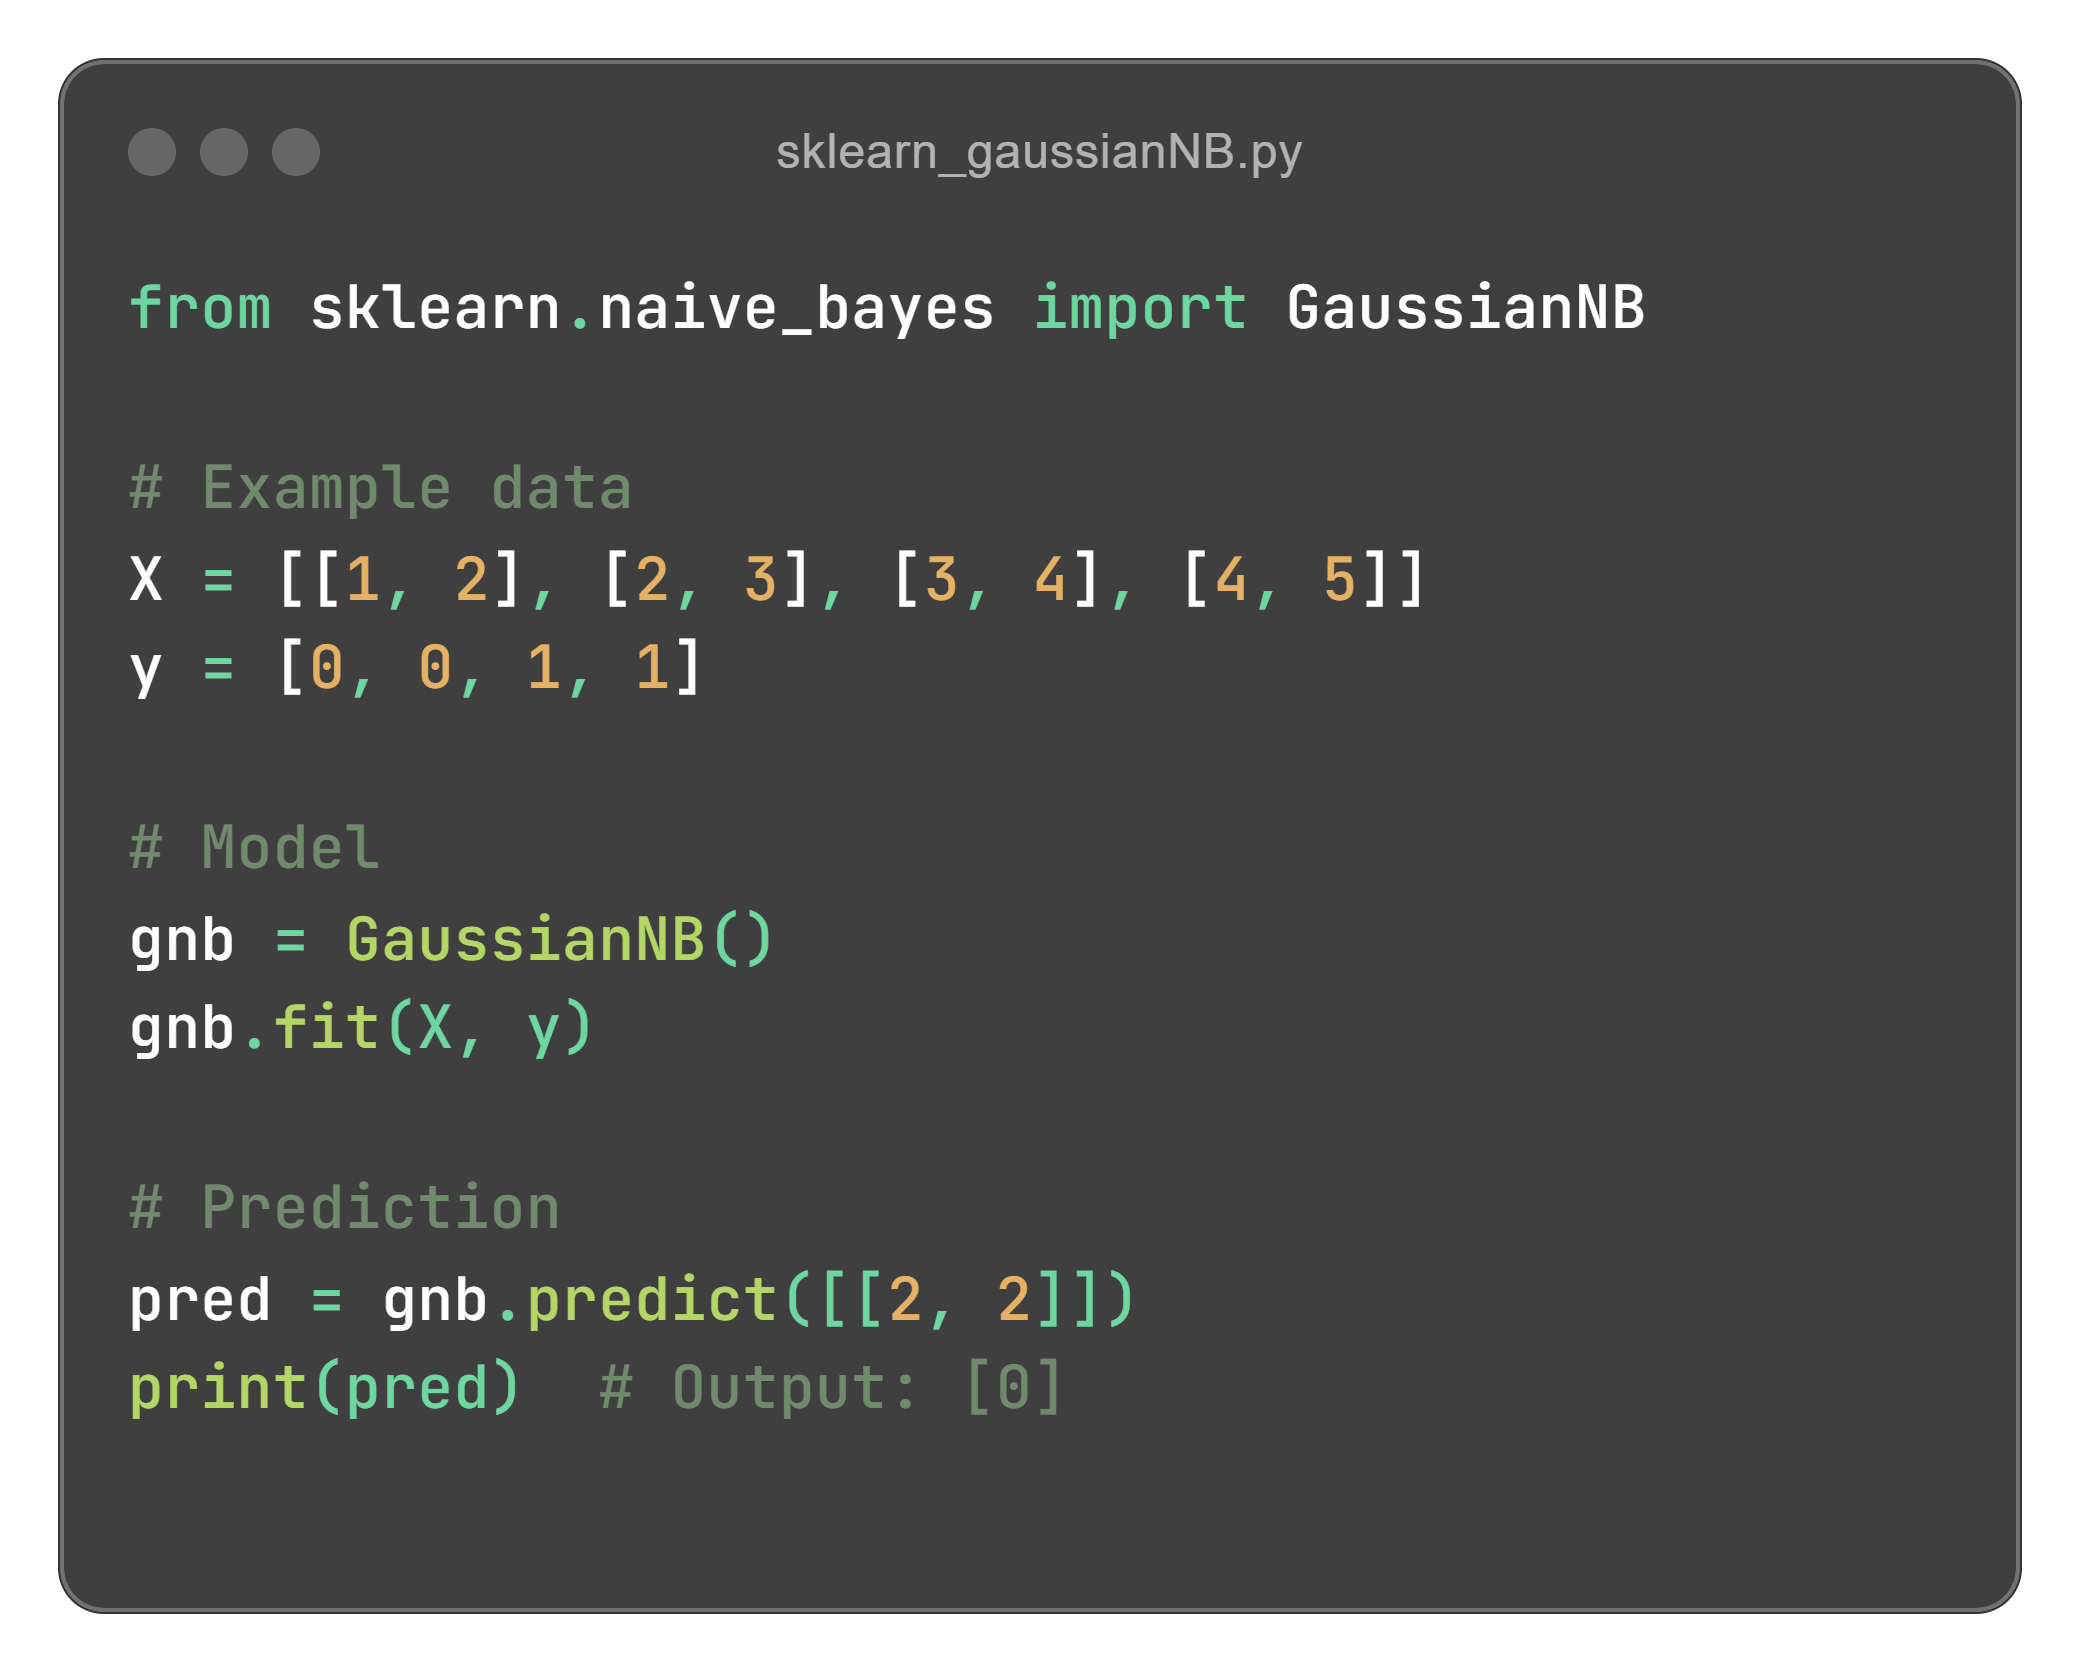 sklearn_gaussianNB.py
from sklearn.naive_bayes import GaussianNB
# Example data
X = [[1, 2], [2, 3], [3, 4], [4, 5]]
y = [0, 0, 1, 1]
# Model
gnb = GaussianNB()
gnb.fit(X, y)
# Prediction
pred = gnb.predict([[2, 2]])
print(pred)  # Output: [0]